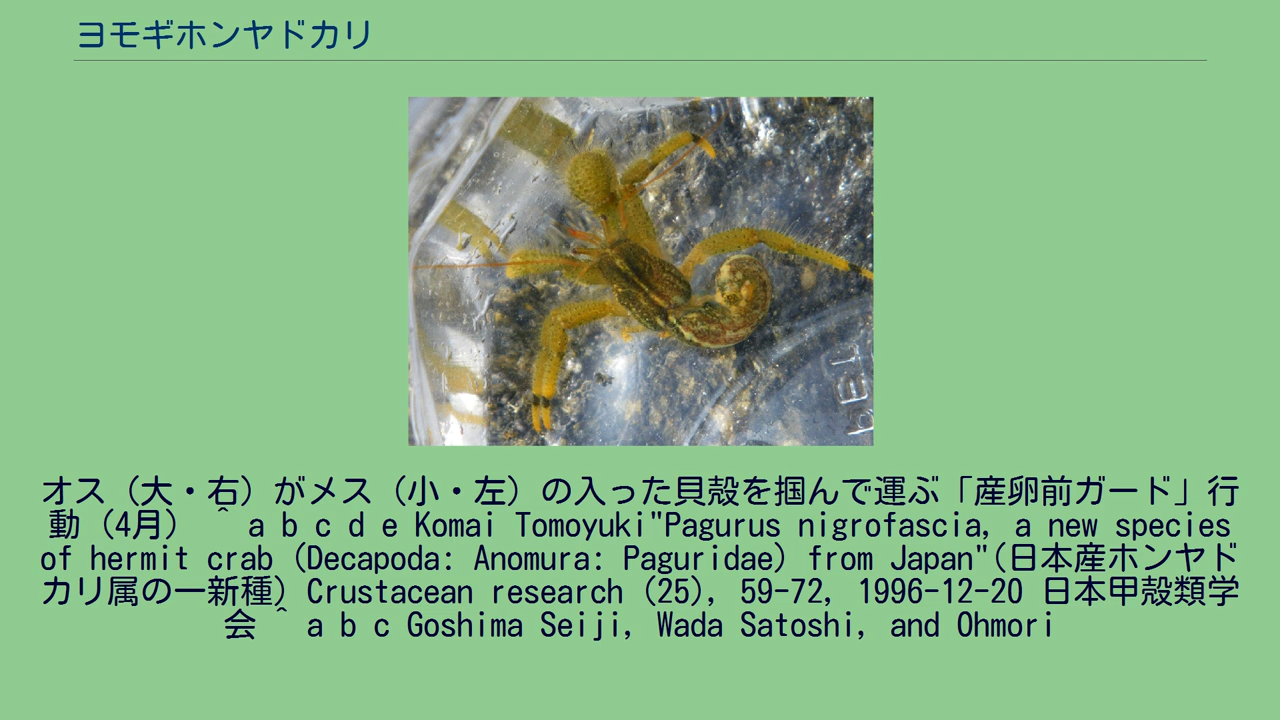 ヨモギホンヤドカリ
オス（大・右）がメス（小・左）の入った貝殻を掴んで運ぶ「産卵前ガード」行
動（4月） ^ a b c d e Komai Tomoyuki"Pagurus nigrofascia, a new species
of hermit crab (Decapoda: Anomura: Paguridae) from Japan"(日本産ホンヤド
カリ属の一新種) Crustacean research (25), 59-72, 1996-12-20 日本甲殻類学
会 ^ a b c Goshima Seiji, Wada Satoshi, and Ohmori